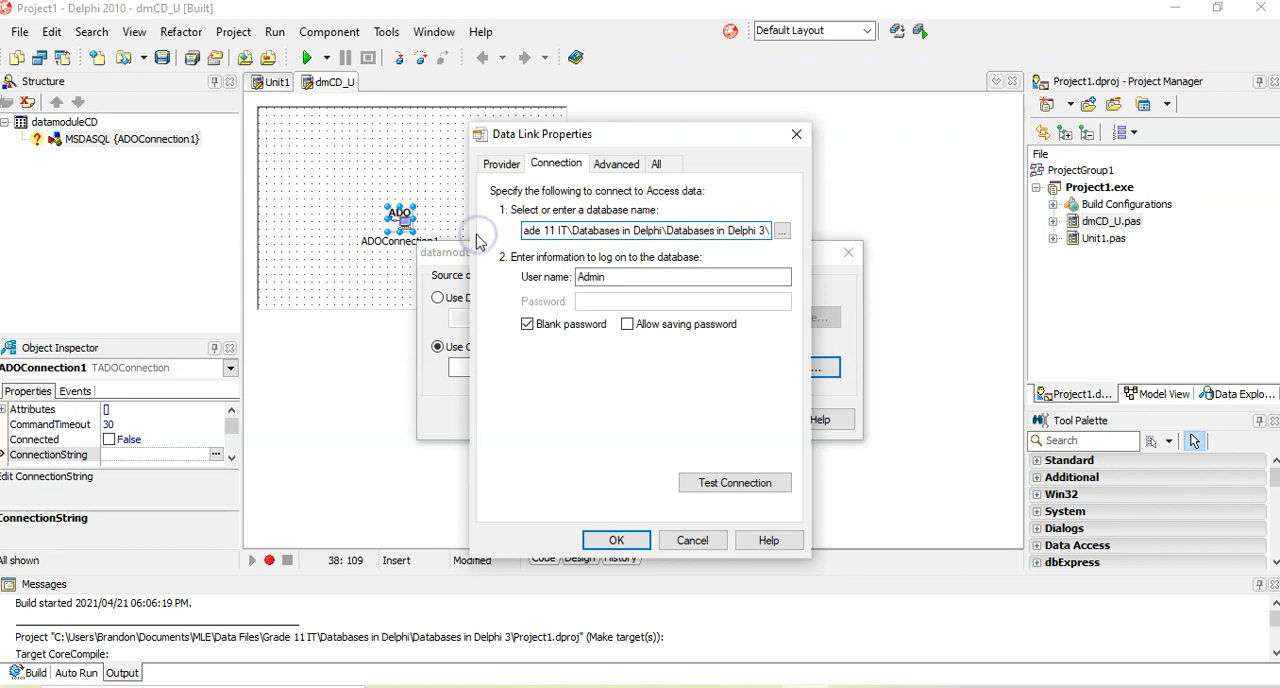 Project1 - Delphi 2010 - dmCD_U [Built]
File Edit Search View Refactor Project Run Component Tools Window Help
Default Layout
Structure
Unit1 dmCD_U
Project1.dproj - Project Manager
datamoduleCD
MSDASQL {ADOConnection1}
File
ProjectGroup1
Project1.exe
Build Configurations
dmCD_U.pas
Unit1.pas
ADO
ADOConnection1
datamodu
Source o
Use D
Use C
e...
...
Help
Data Link Properties
Provider Connection Advanced All
Specify the following to connect to Access data:
1. Select or enter a database name:
ade 11 IT\Databases in Delphi\Databases in Delphi 3\ ...
2. Enter information to log on to the database:
User name: Admin
Password:
Blank password Allow saving password
Test Connection
OK Cancel Help
Object Inspector
ADOConnection1 TADOConnection
Properties Events
Attributes []
CommandTimeout 30
Connected False
ConnectionString ...
Edit ConnectionString
ConnectionString
All shown
38: 109 Insert Modified Code Design History
Project1.d... Model View Data Explo...
Tool Palette
Search
Standard
Additional
Win32
System
Dialogs
Data Access
dbExpress
Messages
Build started 2021/04/21 06:06:19 PM.
Project "C:\Users\Brandon\Documents\MLE\Data Files\Grade 11 IT\Databases in Delphi\Databases in Delphi 3\Project1.dproj" (Make target(s)):
Target CoreCompile:
Build Auto Run Output